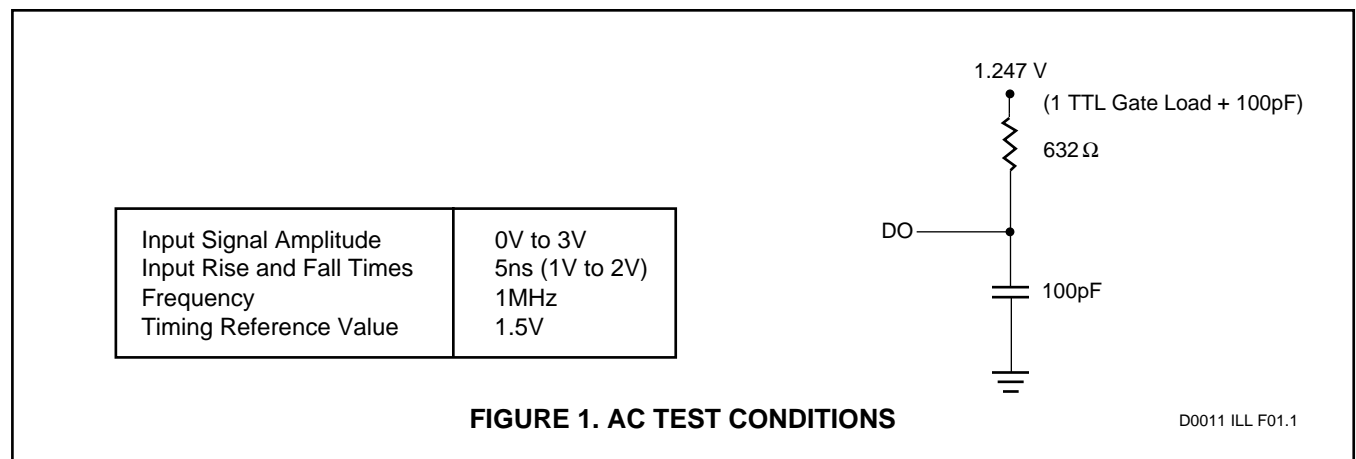 1.247 V
(1 TTL Gate Load + 100pF)
632Ω
Input Signal Amplitude 0V to 3V
Input Rise and Fall Times 5ns (1V to 2V)
Frequency 1MHz
Timing Reference Value 1.5V
DO
100pF
FIGURE 1. AC TEST CONDITIONS
D0011 ILL F01.1